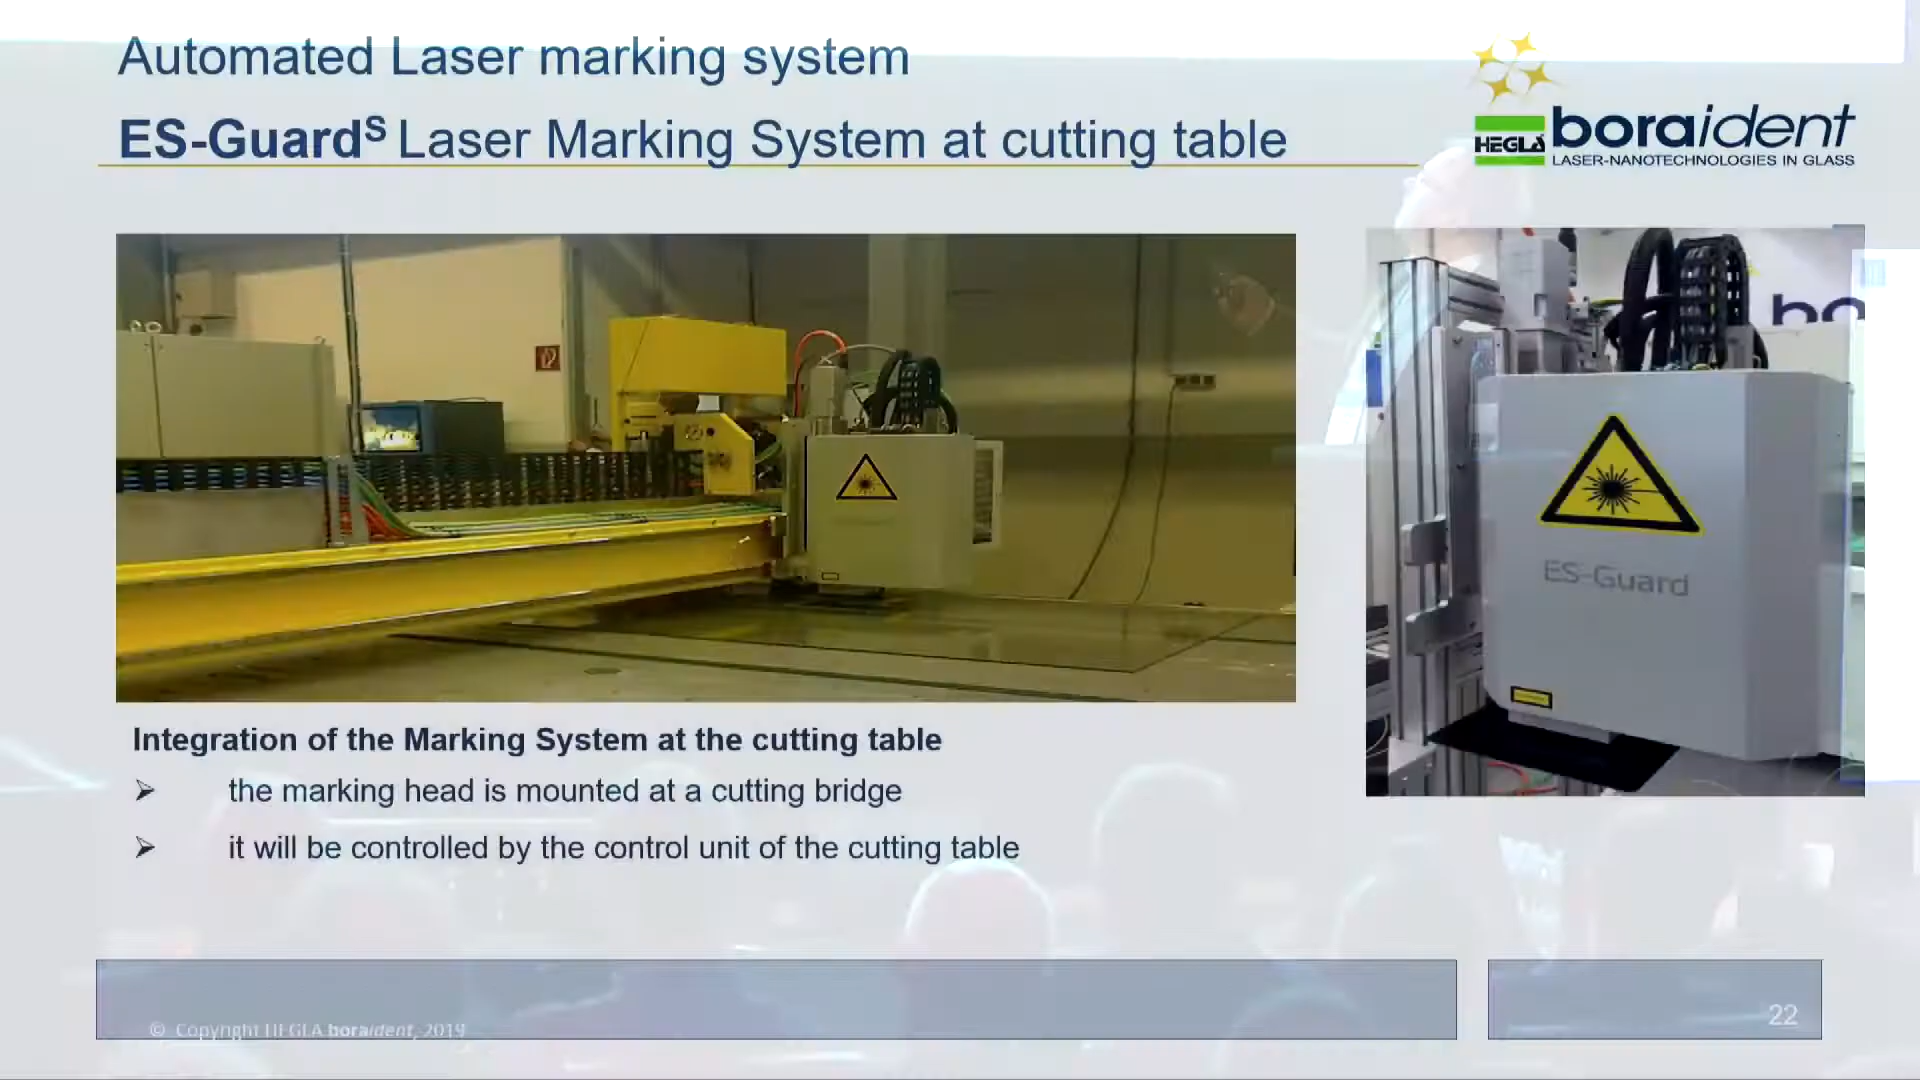 Automated Laser marking system
ES-Guardˢ Laser Marking System at cutting table
HEGLA boraident
LASER-NANOTECHNOLOGIES IN GLASS
bo
ES-Guard
Integration of the Marking System at the cutting table
➢ the marking head is mounted at a cutting bridge
➢ it will be controlled by the control unit of the cutting table
© Copyright HEGLA boraident, 2019
22